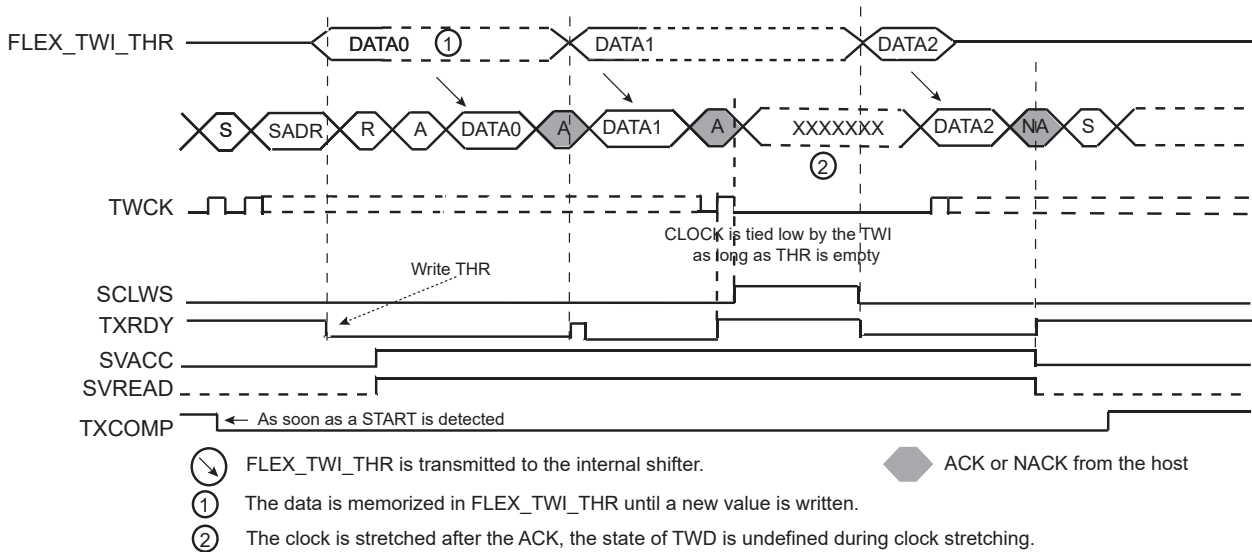 FLEX_TWI_THR DATA0 1 DATA1 DATA2
S SADR R A DATA0 A DATA1 A XXXXXXX DATA2 NA S
2
TWCK
CLOCK is tied low by the TWI
as long as THR is empty
Write THR
SCLWS
TXRDY
SVACC
SVREAD
TXCOMP As soon as a START is detected
FLEX_TWI_THR is transmitted to the internal shifter. ACK or NACK from the host
1 The data is memorized in FLEX_TWI_THR until a new value is written.
2 The clock is stretched after the ACK, the state of TWD is undefined during clock stretching.